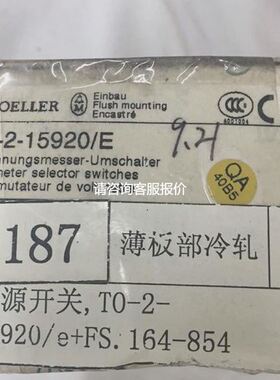 OELLER
Einbau
Flush mounting
Encastré
A001054
-2-15920/E
9.21
nnungsmesser-Umschalter
meter selector switches
mutateur de vo
请咨询客服报价
QA
40B5
187
薄板部冷轧
源开关,TO-2-
920/e+FS.164-854